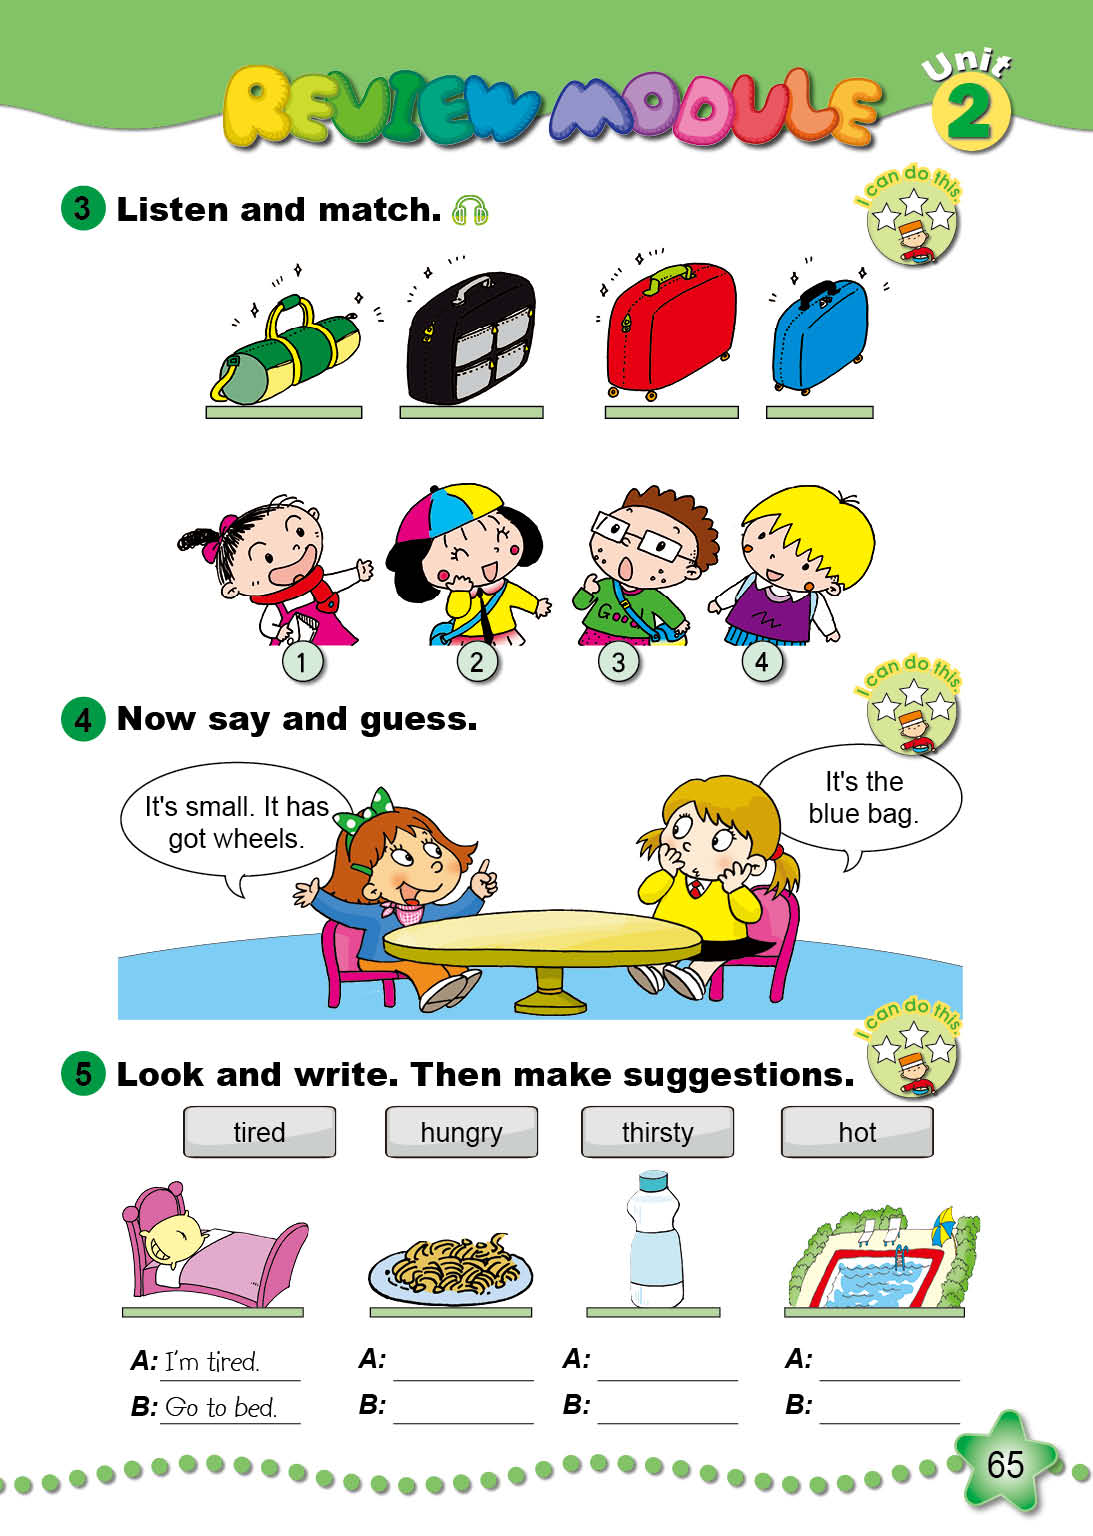 REVIEW MODULE
Unit
2
3 Listen and match.
I can do this.
Good
1
2
3
4
4 Now say and guess.
I can do this.
It's small. It has
got wheels.
It's the
blue bag.
5 Look and write. Then make suggestions.
I can do this.
tired
hungry
thirsty
hot
A: I'm tired.
B: Go to bed.
A:
B:
A:
B:
A:
B:
65